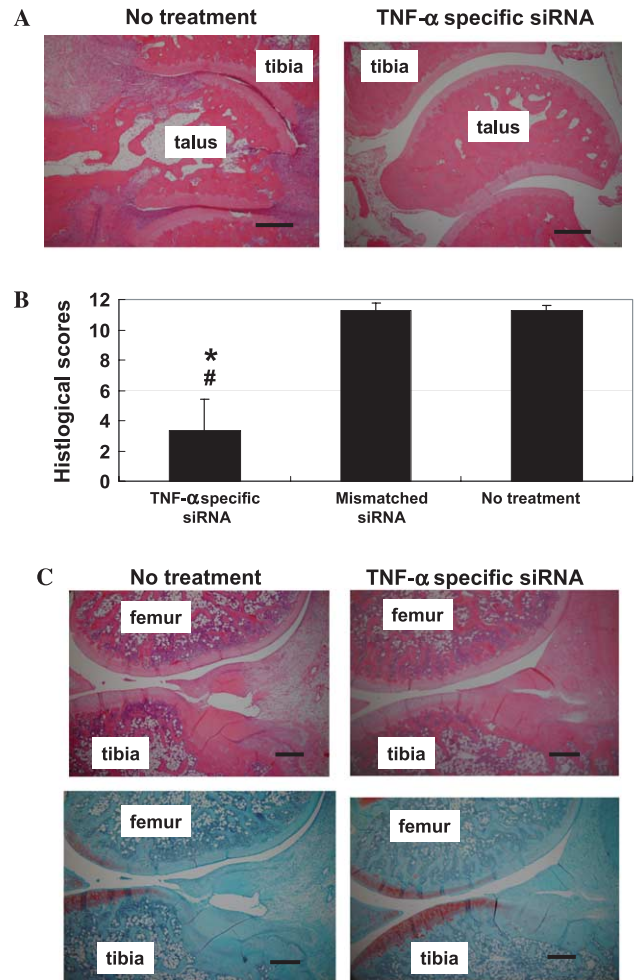 A
No treatment
TNF-α specific siRNA
tibia
talus
tibia
talus
B
Histlogical scores
12
10
8
6
4
2
0
*
#
TNF-α specific
siRNA
Mismatched
siRNA
No treatment
C
No treatment
TNF-α specific siRNA
femur
tibia
femur
tibia
femur
tibia
femur
tibia